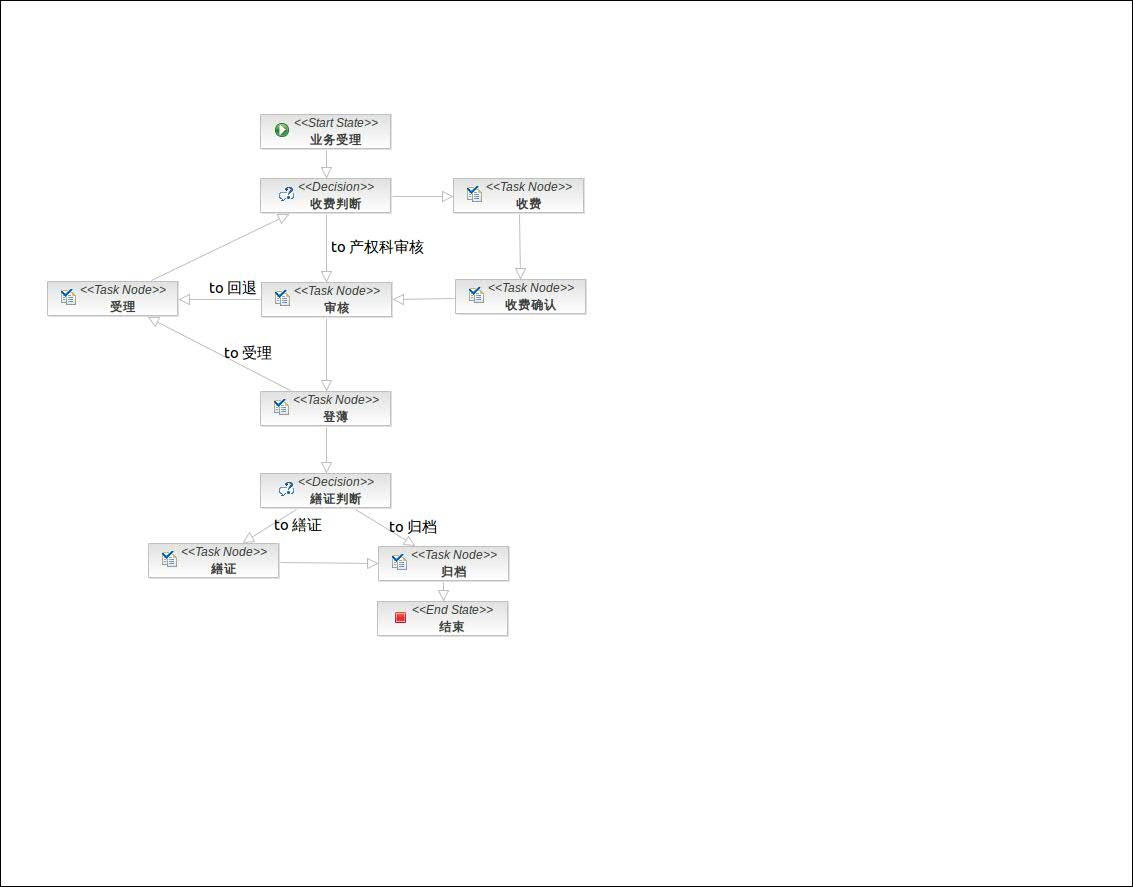 <<Start State>>
业务受理
<<Decision>>
收费判断
<<Task Node>>
收费
to 产权科审核
<<Task Node>>
受理
to 回退
<<Task Node>>
审核
<<Task Node>>
收费确认
to 受理
<<Task Node>>
登薄
<<Decision>>
繕证判断
to 繕证
to 归档
<<Task Node>>
繕证
<<Task Node>>
归档
<<End State>>
结束